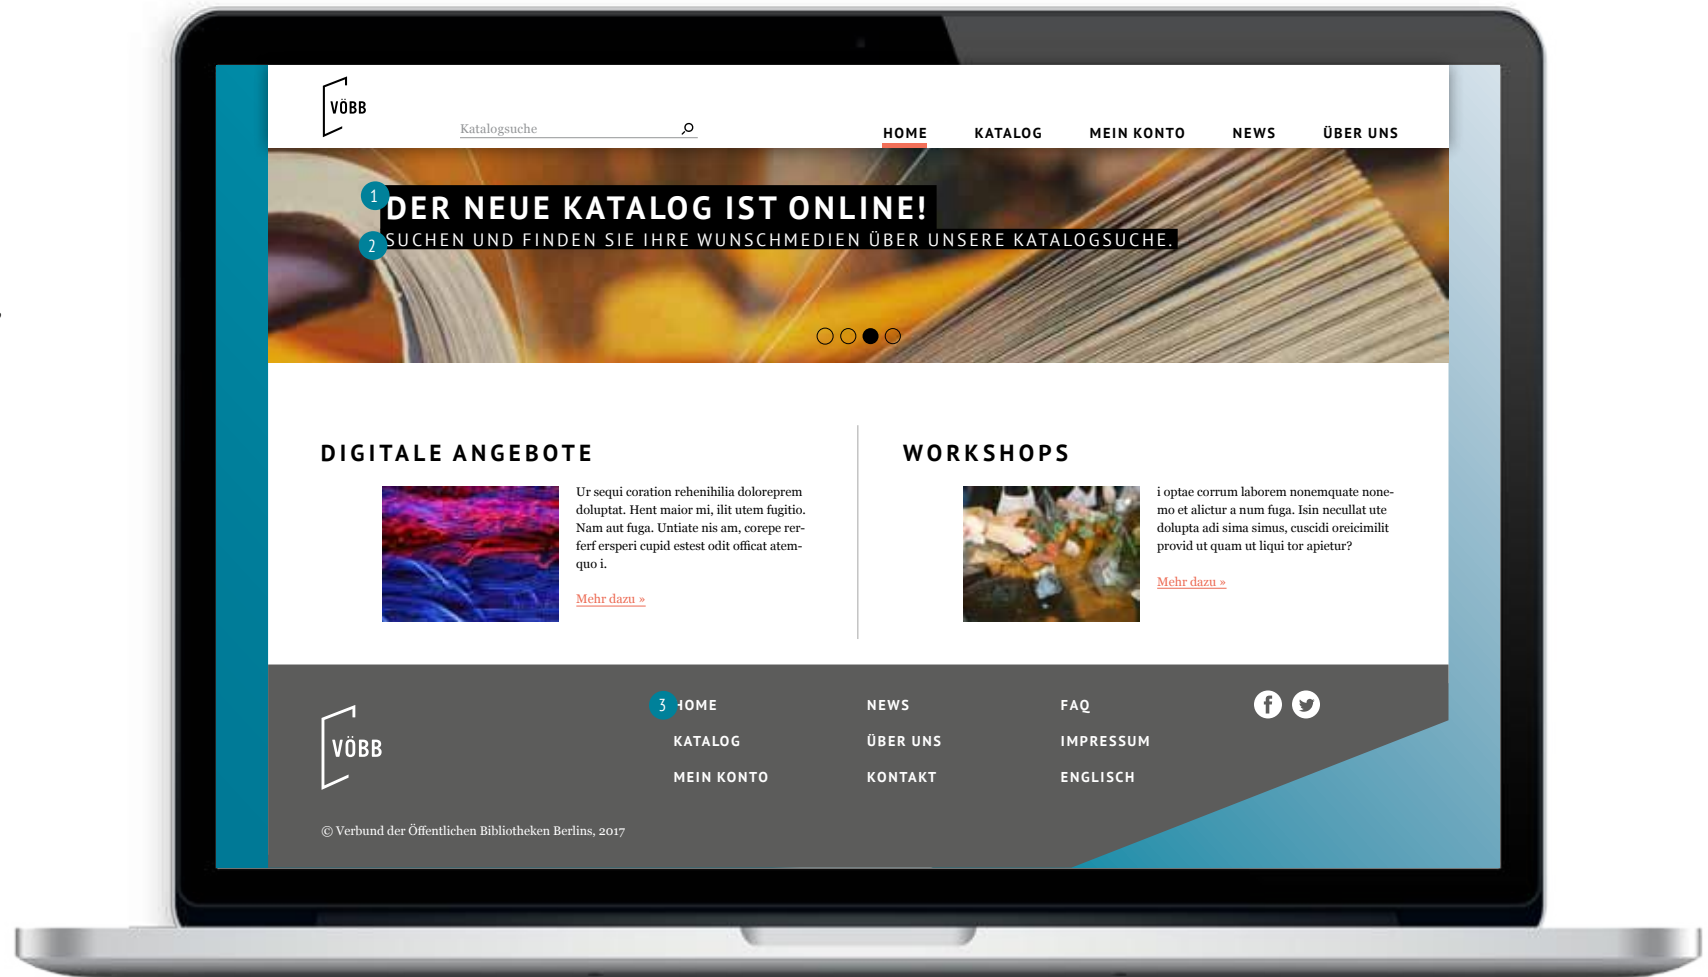 VÖBB
Katalogsuche
HOME KATALOG MEIN KONTO NEWS ÜBER UNS
1 DER NEUE KATALOG IST ONLINE!
2 SUCHEN UND FINDEN SIE IHRE WUNSCHMEDIEN ÜBER UNSERE KATALOGSUCHE.
DIGITALE ANGEBOTE
Ur sequi coration rehenihilia doloreprem
doluptat. Hent maior mi, ilit utem fugitio.
Nam aut fuga. Untiate nis am, corepe rer-
ferf ersperi cupid estest odit officat atem-
quo i.
Mehr dazu »
WORKSHOPS
i optae corrum laborem nonemquate none-
mo et alictur a num fuga. Isin necullat ute
dolupta adi sima simus, cuscidi oreicimilit
provid ut quam ut liqui tor apietur?
Mehr dazu »
VÖBB
3 HOME
KATALOG
MEIN KONTO
NEWS
ÜBER UNS
KONTAKT
FAQ
IMPRESSUM
ENGLISCH
© Verbund der Öffentlichen Bibliotheken Berlins, 2017